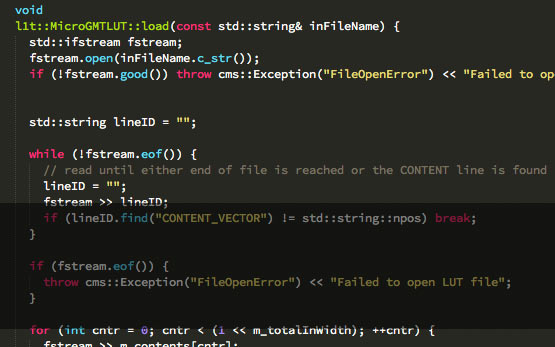 void
l1t::MicroGMTLUT::load(const std::string& inFileName) {
std::ifstream fstream;
fstream.open(inFileName.c_str());
if (!fstream.good()) throw cms::Exception("FileOpenError") << "Failed to op
std::string lineID = "";
while (!fstream.eof()) {
// read until either end of file is reached or the CONTENT line is found
lineID = "";
fstream >> lineID;
if (lineID.find("CONTENT_VECTOR") != std::string::npos) break;
}
if (fstream.eof()) {
throw cms::Exception("FileOpenError") << "Failed to open LUT file";
}
for (int cntr = 0; cntr < (1 << m_totalInWidth); ++cntr) {
fstream >> m_contents[cntr];